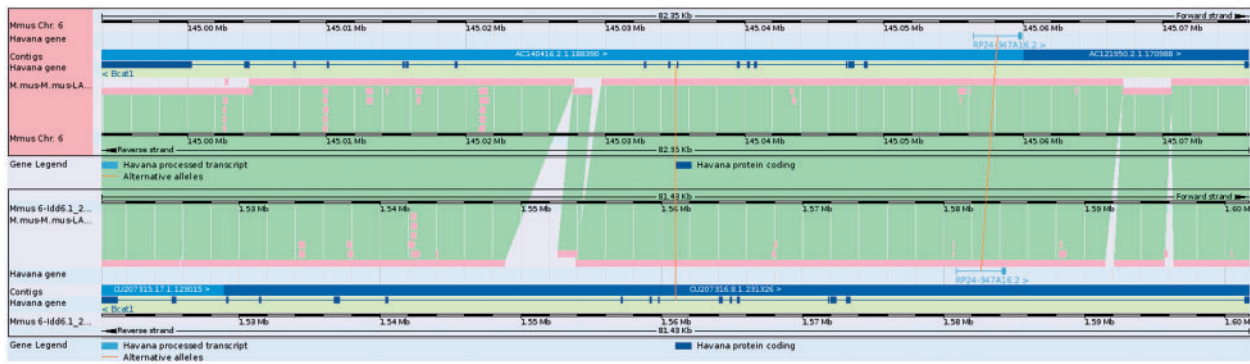 82.35 Kb Forward strand
Mmus Chr. 6 145.00 Mb 145.01 Mb 145.02 Mb 145.03 Mb 145.04 Mb 145.05 Mb 145.06 Mb 145.07 Mb
Havana gene RP24-947A16.2 >
Contigs AC140416.2.1.188390 > AC121950.2.1.170988 >
Havana gene
< Bcat1
M.mus-M.mus-LA...
Mmus Chr. 6 145.00 Mb 145.01 Mb 145.02 Mb 145.03 Mb 145.04 Mb 145.05 Mb 145.06 Mb 145.07 Mb
Reverse strand 82.35 Kb
Gene Legend Havana processed transcript Havana protein coding
Alternative alleles
81.43 Kb Forward strand
Mmus 6-Idd6.1_2... 1.53 Mb 1.54 Mb 1.55 Mb 1.56 Mb 1.57 Mb 1.58 Mb 1.59 Mb 1.60 M
M.mus-M.mus-LA...
Havana gene RP24-947A16.2 >
Contigs CU207315.17.1.123015 > CU207316.8.1.231326 >
Havana gene
< Bcat1
Mmus 6-Idd6.1_2... 1.53 Mb 1.54 Mb 1.55 Mb 1.56 Mb 1.57 Mb 1.58 Mb 1.59 Mb 1.60 M
Reverse strand 81.43 Kb
Gene Legend Havana processed transcript Havana protein coding
Alternative alleles